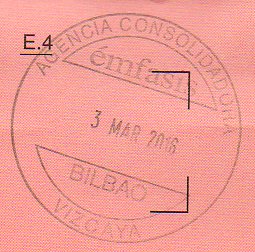 E.4
AGENCIA CONSOLIDADORA
émfasis
3 MAR 2016
BILBAO
VIZCAYA